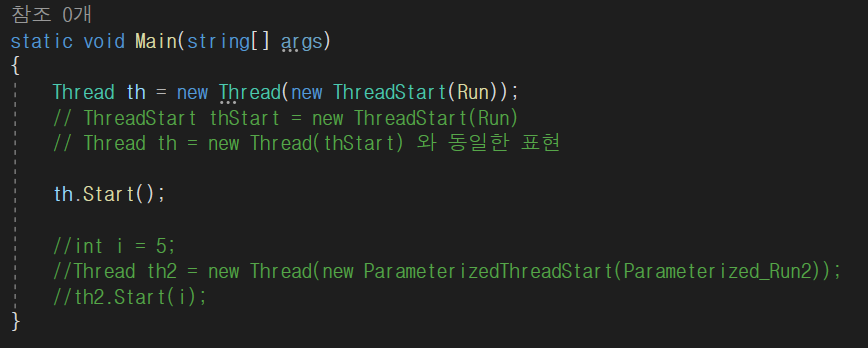 참조 0개
static void Main(string[] args)
{
Thread th = new Thread(new ThreadStart(Run));
// ThreadStart thStart = new ThreadStart(Run)
// Thread th = new Thread(thStart) 와 동일한 표현
th.Start();
//int i = 5;
//Thread th2 = new Thread(new ParameterizedThreadStart(Parameterized_Run2));
//th2.Start(i);
}